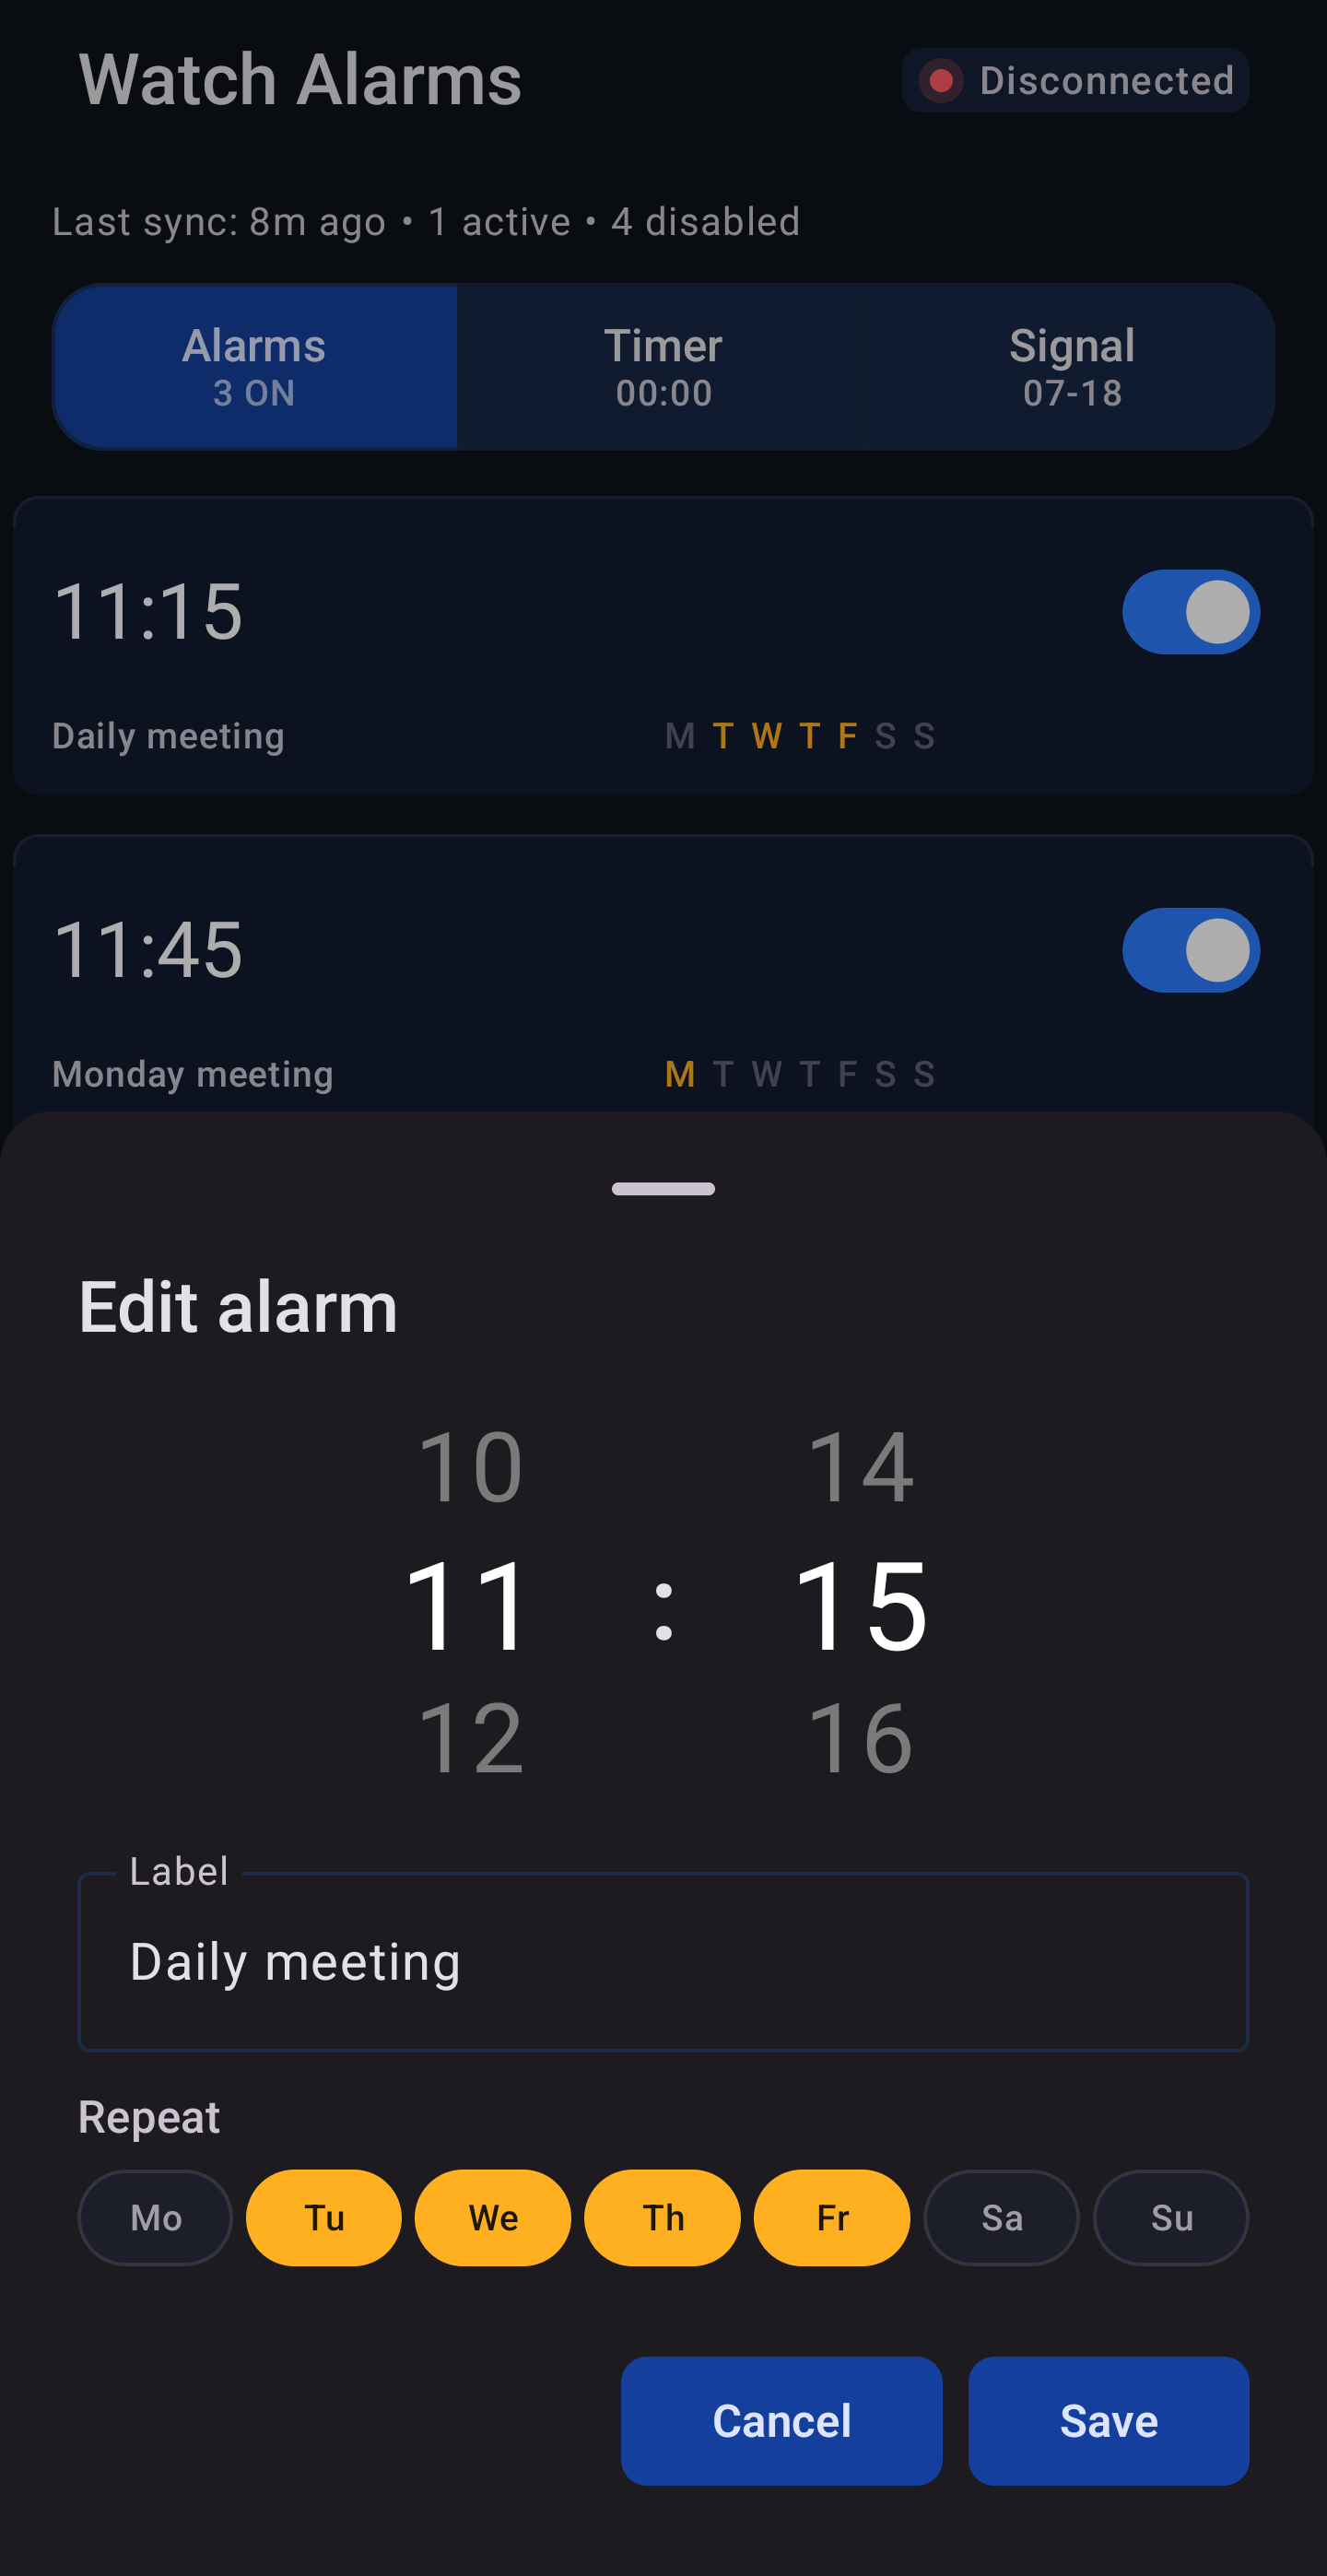 Watch Alarms
Disconnected
Last sync: 8m ago • 1 active • 4 disabled
Alarms
3 ON
Timer
00:00
Signal
07-18
11:15
Daily meeting
M T W T F S S
11:45
Monday meeting
M T W T F S S
Edit alarm
10 14
11 : 15
12 16
Label
Daily meeting
Repeat
Mo Tu We Th Fr Sa Su
Cancel Save